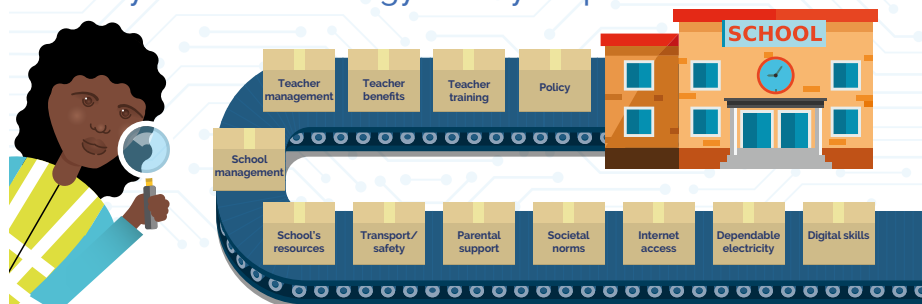 SCHOOL
Teacher
management
Teacher
benefits
Teacher
training
Policy
School
management
School's
resources
Transport/
safety
Parental
support
Societal
norms
Internet
access
Dependable
electricity
Digital skills